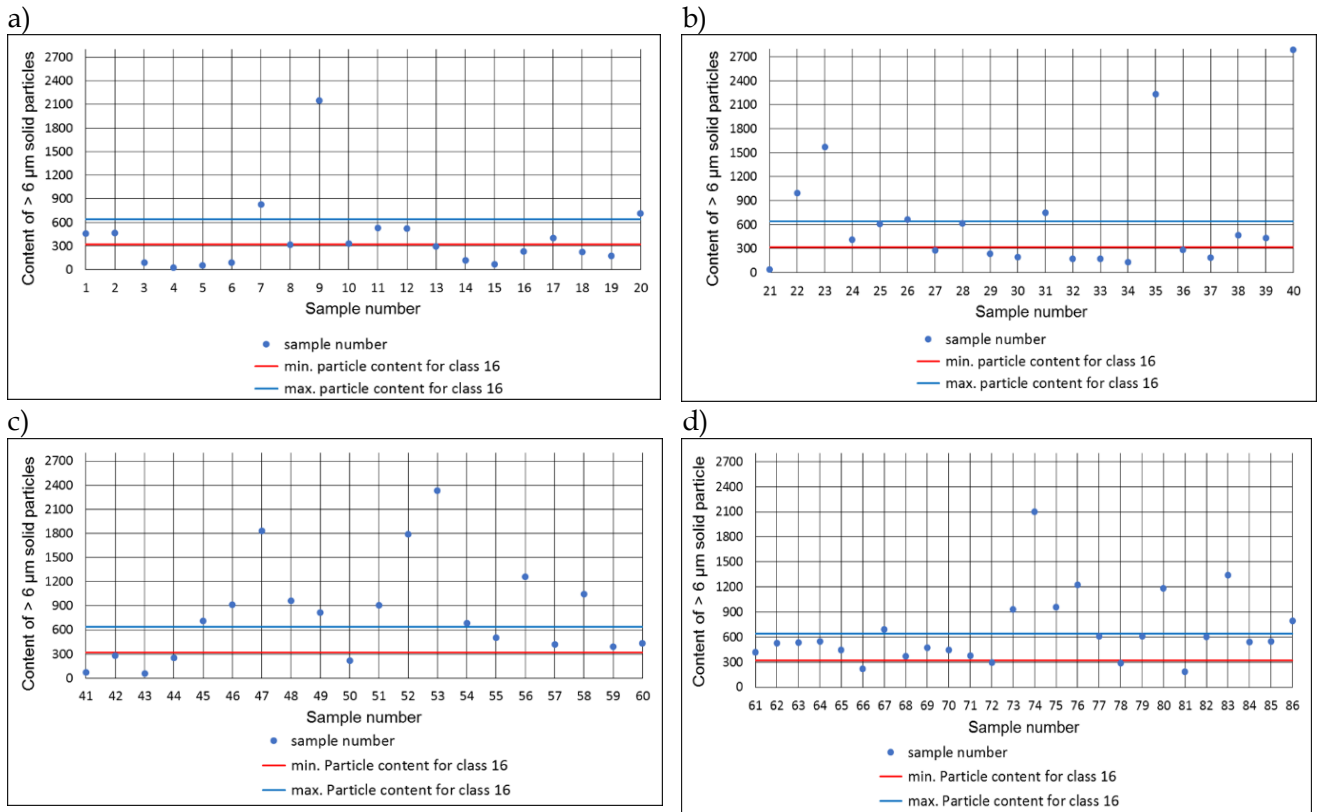 a)
Content of > 6 µm solid particles
2700
2400
2100
1800
1500
1200
900
600
300
0
1 2 3 4 5 6 7 8 9 10 11 12 13 14 15 16 17 18 19 20
Sample number
sample number
min. particle content for class 16
max. particle content for class 16
b)
Content of > 6 µm solid particles
2700
2400
2100
1800
1500
1200
900
600
300
0
21 22 23 24 25 26 27 28 29 30 31 32 33 34 35 36 37 38 39 40
Sample number
sample number
min. particle content for class 16
max. particle content for class 16
c)
Content of > 6 µm solid particles
2700
2400
2100
1800
1500
1200
900
600
300
0
41 42 43 44 45 46 47 48 49 50 51 52 53 54 55 56 57 58 59 60
Sample number
sample number
min. Particle content for class 16
max. Particle content for class 16
d)
Content of > 6 µm solid particle
2700
2400
2100
1800
1500
1200
900
600
300
0
61 62 63 64 65 66 67 68 69 70 71 72 73 74 75 76 77 78 79 80 81 82 83 84 85 86
Sample number
sample number
min. Particle content for class 16
max. Particle content for class 16